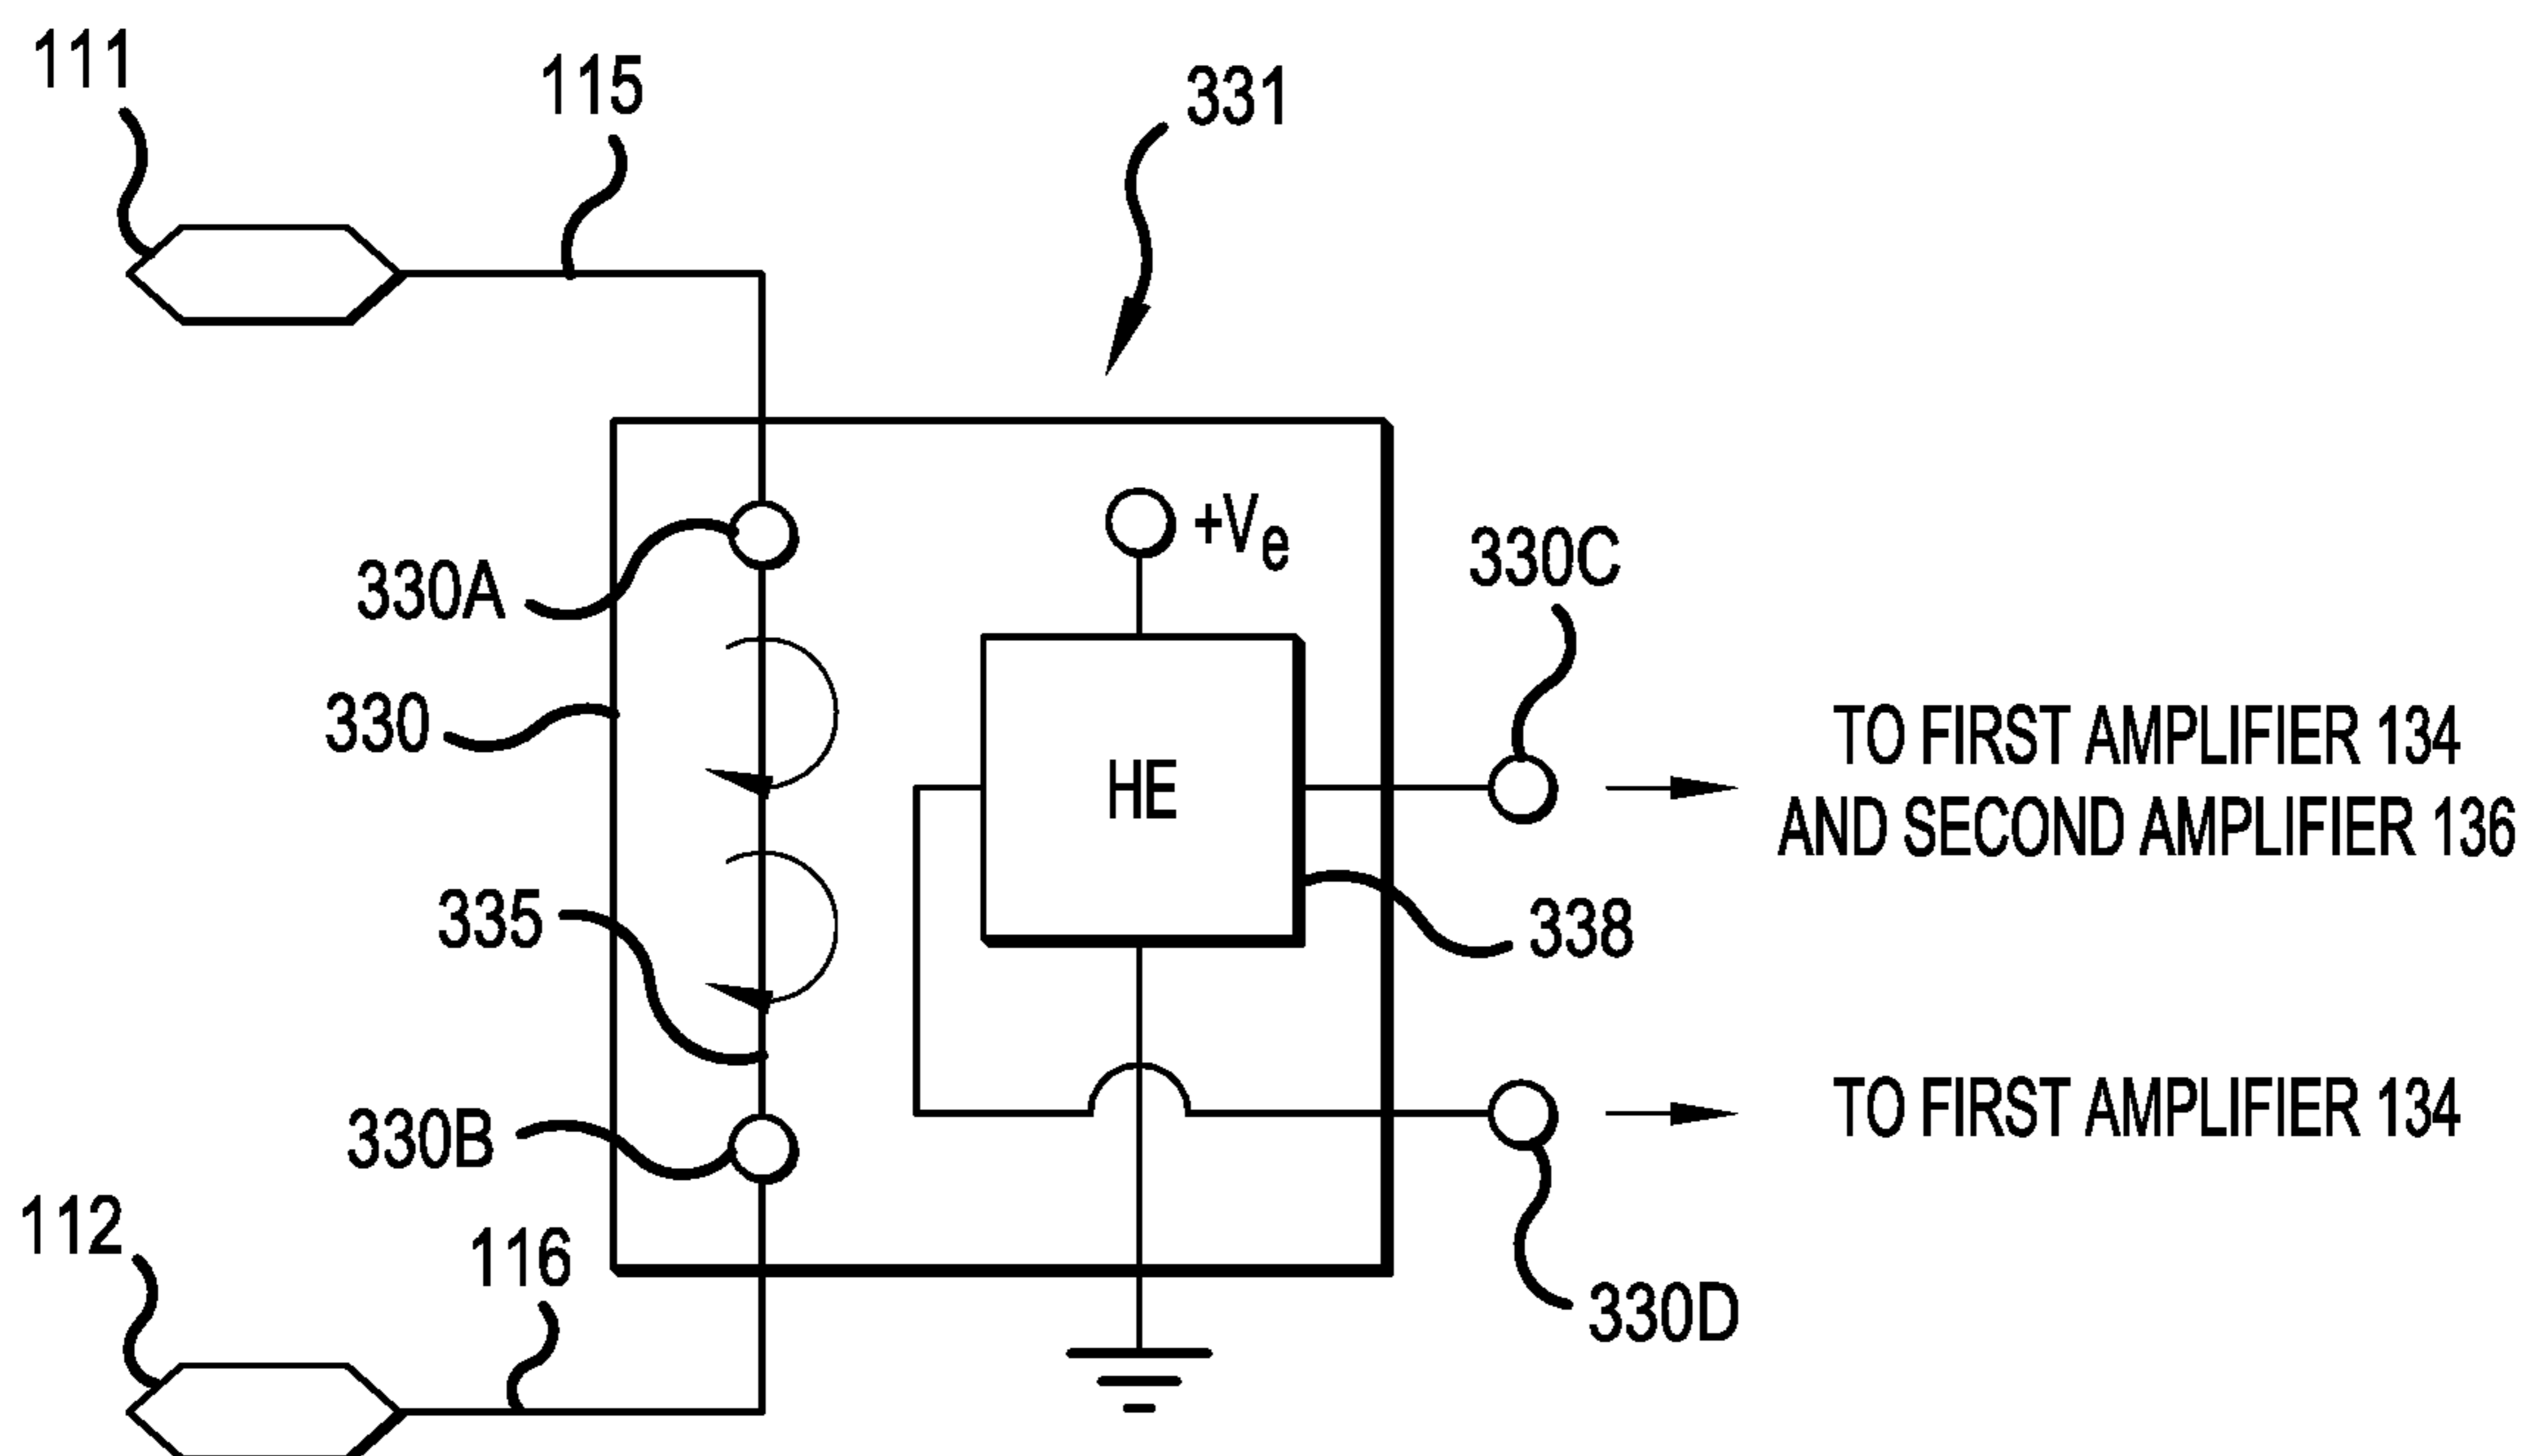 111
115
331
330A
+Ve
330C
330
HE
TO FIRST AMPLIFIER 134
AND SECOND AMPLIFIER 136
335
338
330B
TO FIRST AMPLIFIER 134
112
116
330D